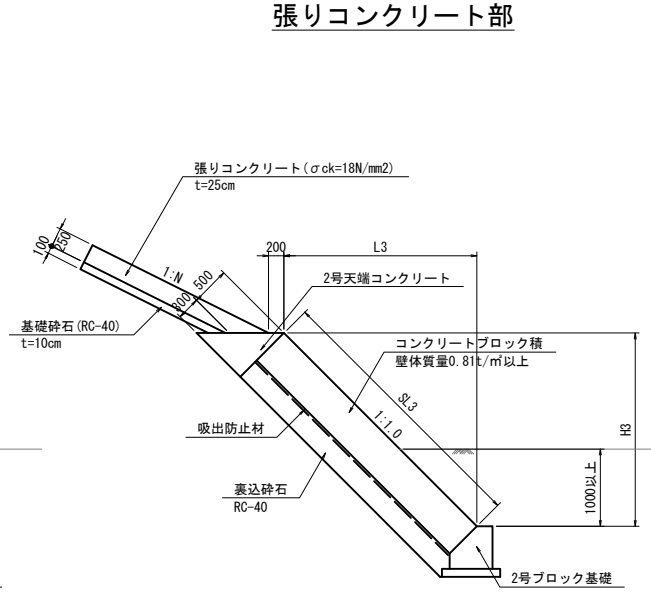 張りコンクリート部
張りコンクリート(σck=18N/mm2)
t=25cm
100
250
1:N
500
300
200
L3
2号天端コンクリート
基礎砕石(RC-40)
t=10cm
コンクリートブロック積
壁体質量0.81t/㎡以上
SL3
1:1.0
H3
吸出防止材
裏込砕石
RC-40
1000以上
2号ブロック基礎